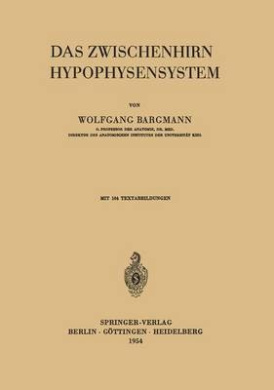 DAS ZWISCHENHIRN
HYPOPHYSENSYSTEM
VON
WOLFGANG BARGMANN
O. PROFESSOR DER ANATOMIE, DR. MED.
DIREKTOR DES ANATOMISCHEN INSTITUTES DER UNIVERSITÄT KIEL
MIT 104 TEXTABBILDUNGEN
SPRINGER-VERLAG
BERLIN · GÖTTINGEN · HEIDELBERG
1954